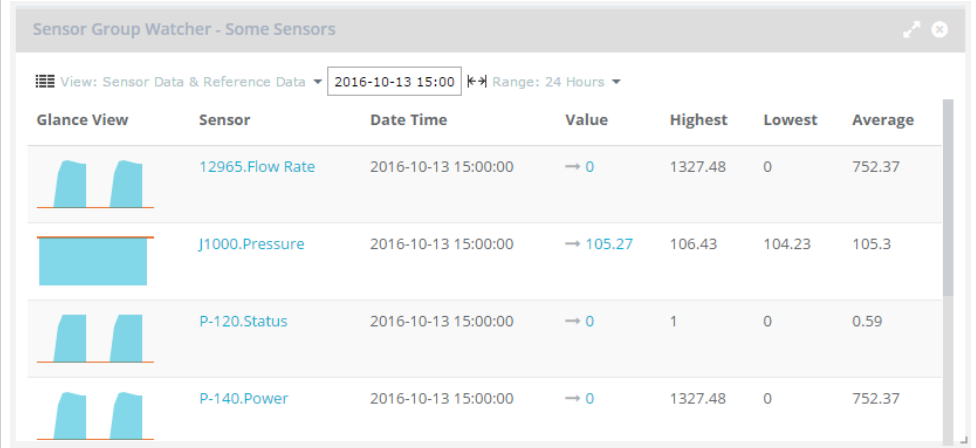 Sensor Group Watcher - Some Sensors
View: Sensor Data & Reference Data 2016-10-13 15:00 Range: 24 Hours
Glance View Sensor Date Time Value Highest Lowest Average
12965.Flow Rate 2016-10-13 15:00:00 → 0 1327.48 0 752.37
J1000.Pressure 2016-10-13 15:00:00 → 105.27 106.43 104.23 105.3
P-120.Status 2016-10-13 15:00:00 → 0 1 0 0.59
P-140.Power 2016-10-13 15:00:00 → 0 1327.48 0 752.37